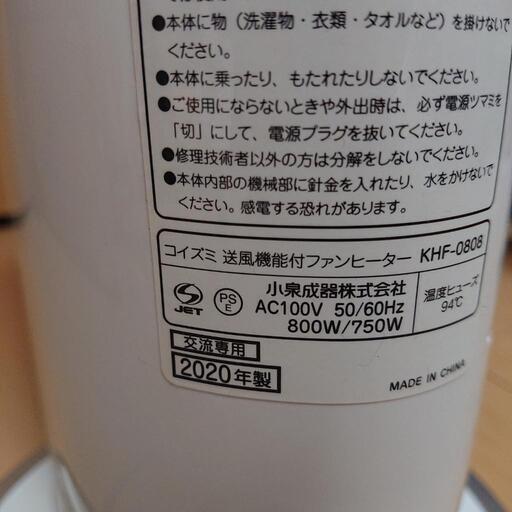 ●本体に物（洗濯物・衣類・タオルなど）を掛けないで
ください。
●本体に乗ったり、もたれたりしないでください。
●ご使用にならないときや外出時は、必ず電源ツマミを
「切」にして、電源プラグを抜いてください。
●修理技術者以外の方は分解をしないでください。
●本体内部の機械部に針金を入れたり、水をかけないで
ください。感電する恐れがあります。
コイズミ 送風機能付ファンヒーター KHF-0808
JET
PS
E
小泉成器株式会社
AC100V 50/60Hz
800W/750W
温度ヒューズ
94℃
交流専用
2020年製
MADE IN CHINA